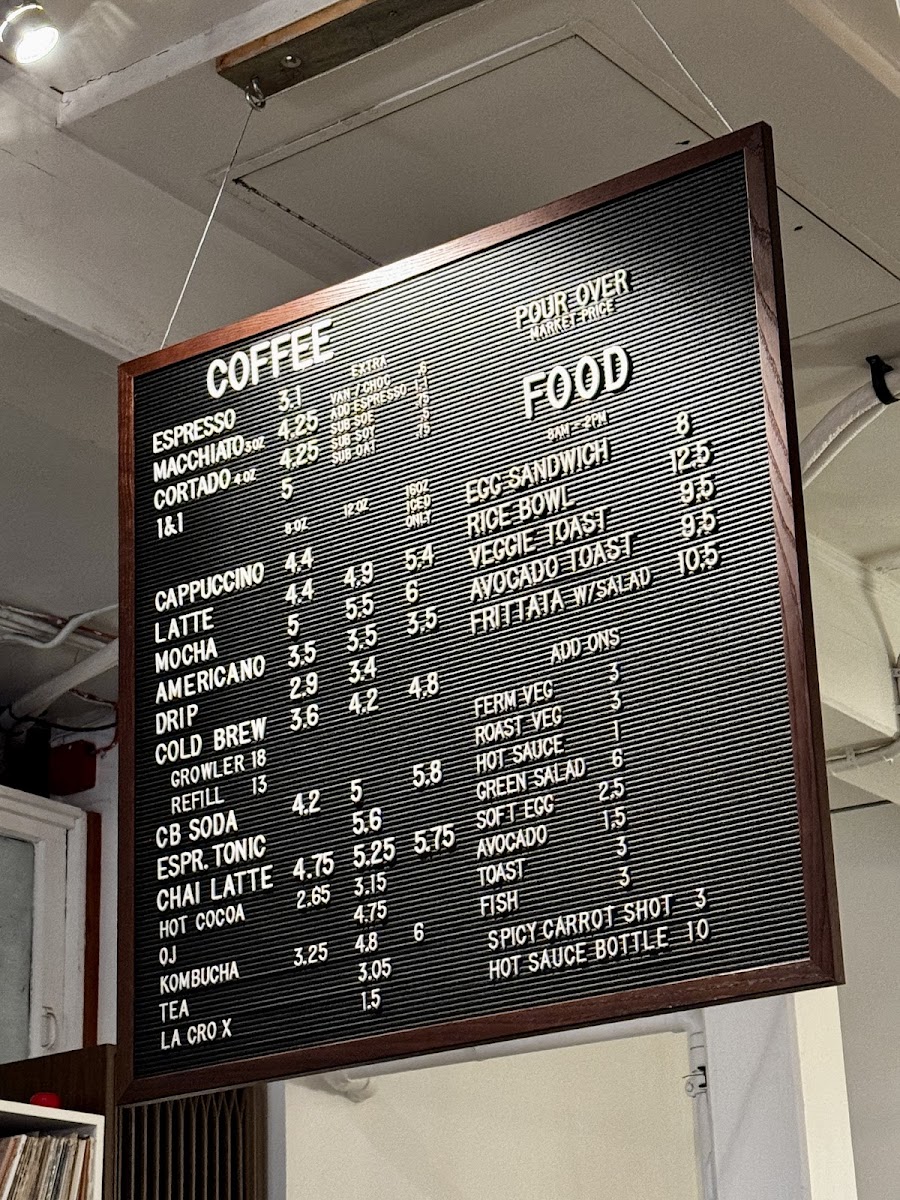 COFFEE
ESPRESSO 3.1
MACCHIATO 3 OZ 4.25
CORTADO 4 OZ 4.25
1&1 5
EXTRA
VAN / CHOC .6
ADD ESPRESSO 1.1
SUB SOE .75
SUB SOY .5
SUB OAT .75
8 OZ 12 OZ 16OZ
ICED
ONLY
CAPPUCCINO 4.4
LATTE 4.4 4.9 5.4
MOCHA 5 5.5 6
AMERICANO 3.5 3.5 3.5
DRIP 2.9 3.4
COLD BREW 3.6 4.2 4.8
GROWLER 18
REFILL 13
CB SODA 4.2 5 5.8
ESPR. TONIC 5.6
CHAI LATTE 4.75 5.25 5.75
HOT COCOA 2.65 3.15
OJ 4.75
KOMBUCHA 3.25 4.8 6
TEA 3.05
LA CRO X 1.5
POUR OVER
MARKET PRICE
FOOD
8AM -
EGG SANDWICH 8
RICE BOWL 12.5
VEGGIE TOAST 9.5
AVOCADO TOAST 9.5
FRITTATA W/SALAD 10.5
ADD-ONS
FERM VEG 3
ROAST VEG 3
HOT SAUCE 1
GREEN SALAD 6
SOFT EGG 2.5
AVOCADO 1.5
TOAST 3
FISH 3
SPICY CARROT SHOT 3
HOT SAUCE BOTTLE 10